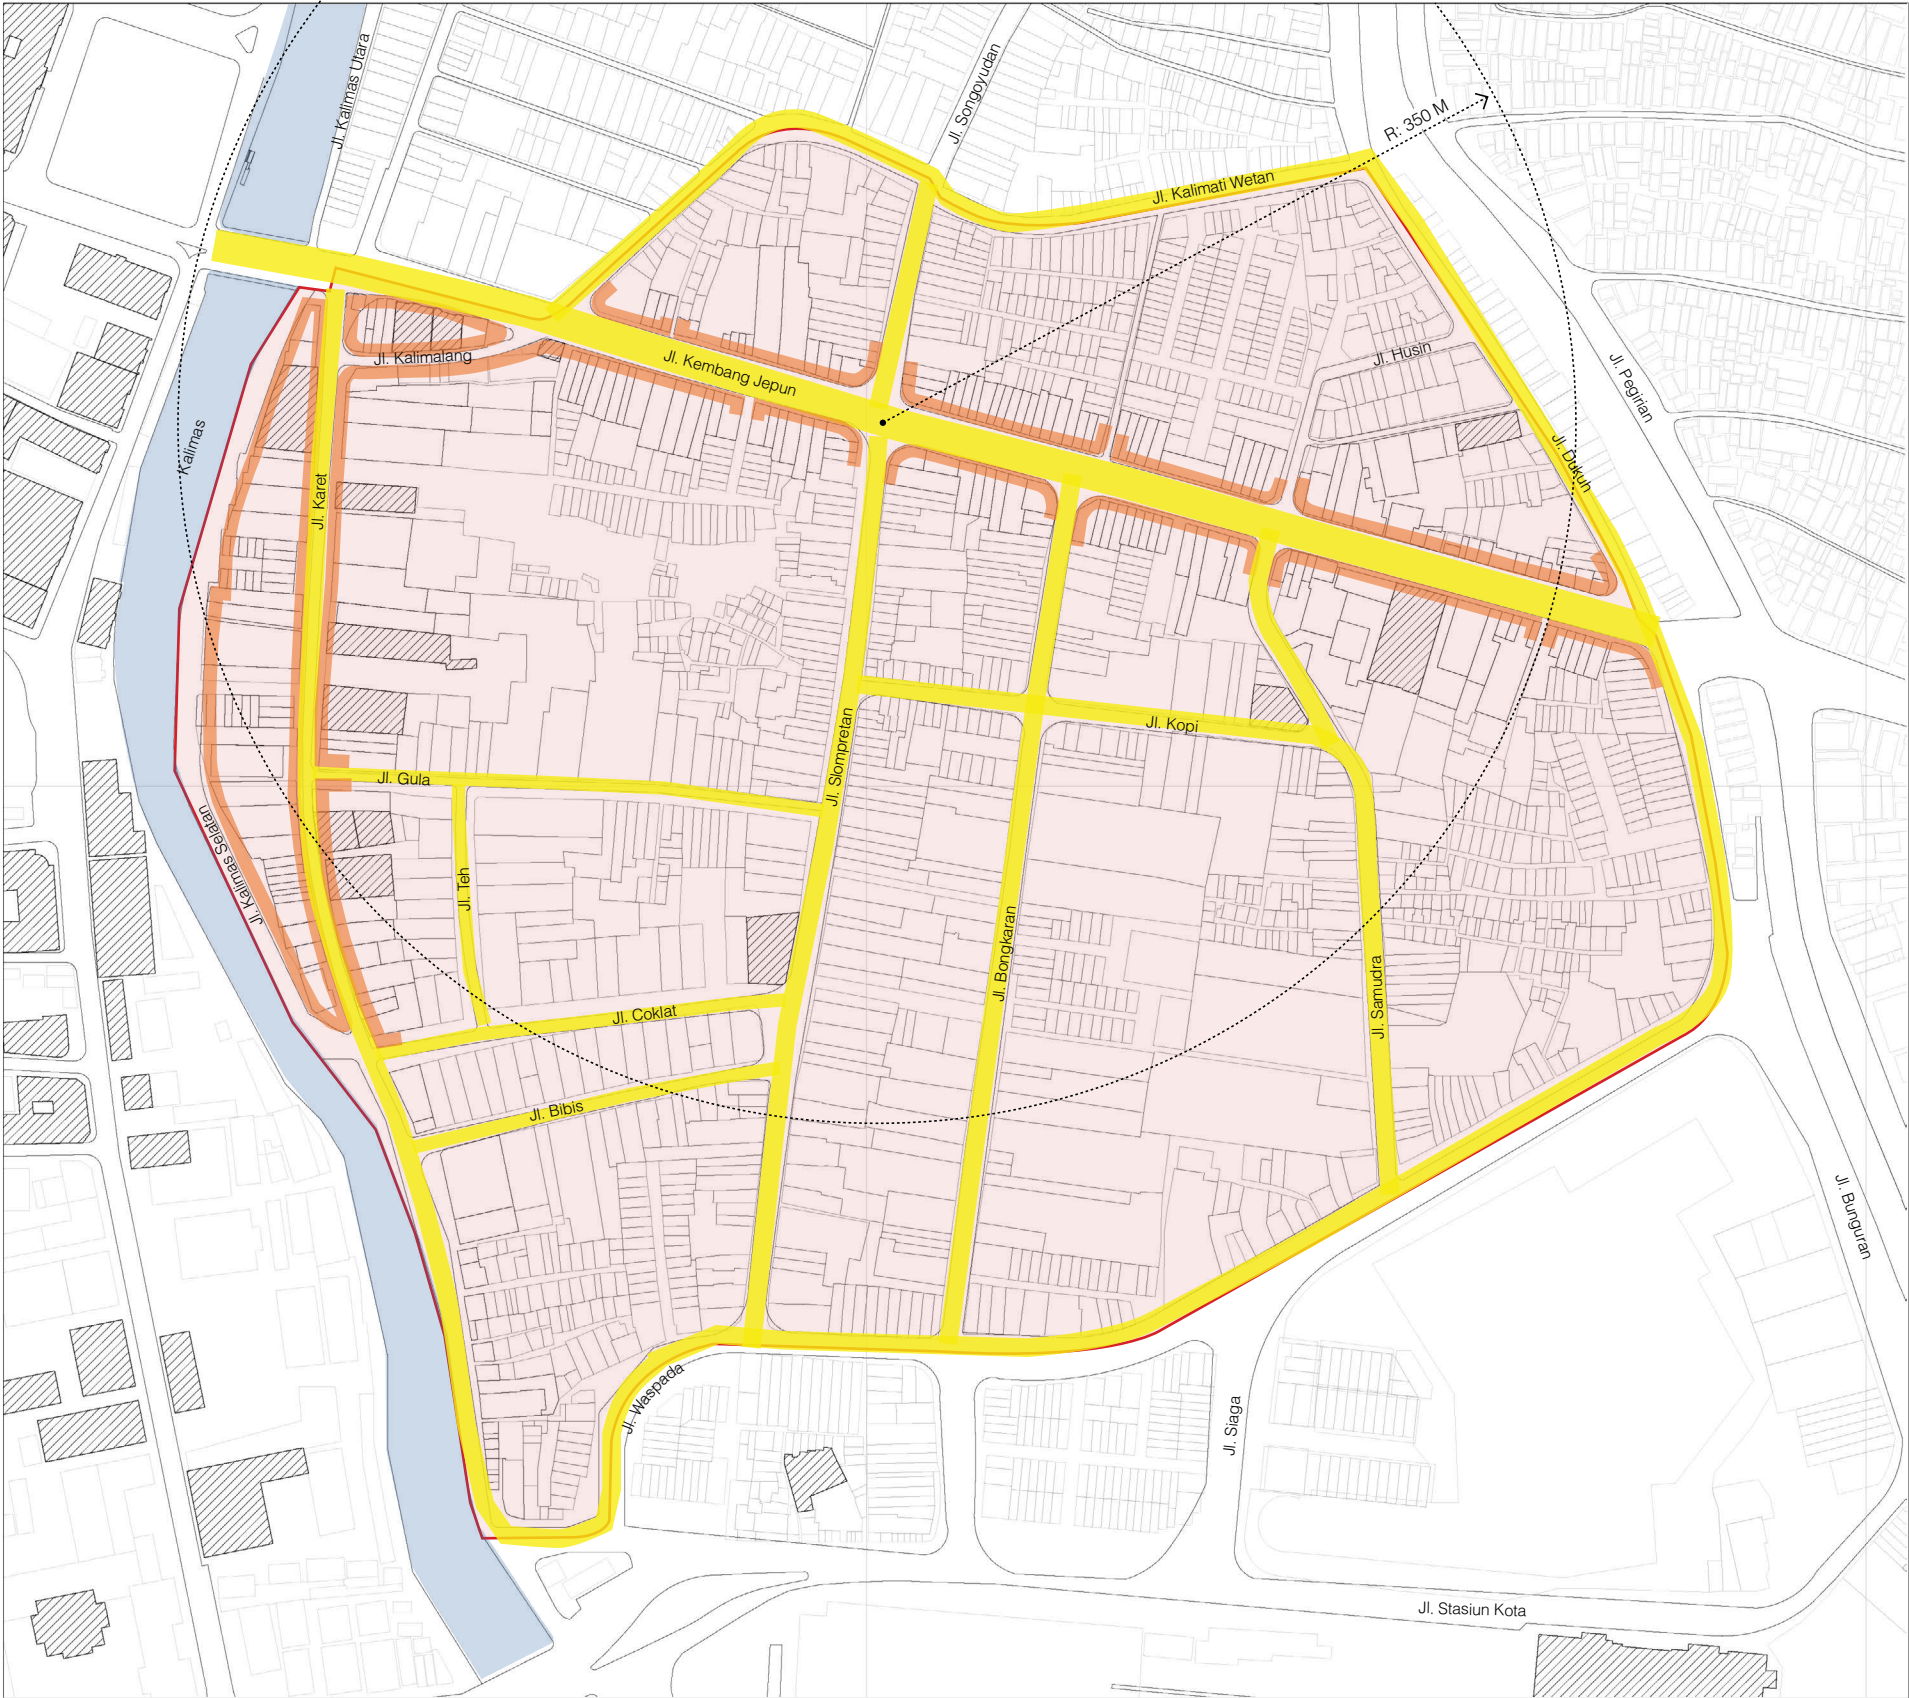 Jl. Kalimas Utara
Jl. Songoyudan
R: 350 M
Jl. Kalimati Wetan
Jl. Kalimalang
Jl. Kembang Jepun
Jl. Husin
Jl. Pegirian
Kalimas
Jl. Karet
Jl. Dukuh
Jl. Kopi
Jl. Slompretan
Jl. Gula
Jl. Kalimas Selatan
Jl. Teh
Jl. Bongkaran
Jl. Samudra
Jl. Coklat
Jl. Bibis
Jl. Bunguran
Jl. Waspada
Jl. Siaga
Jl. Stasiun Kota